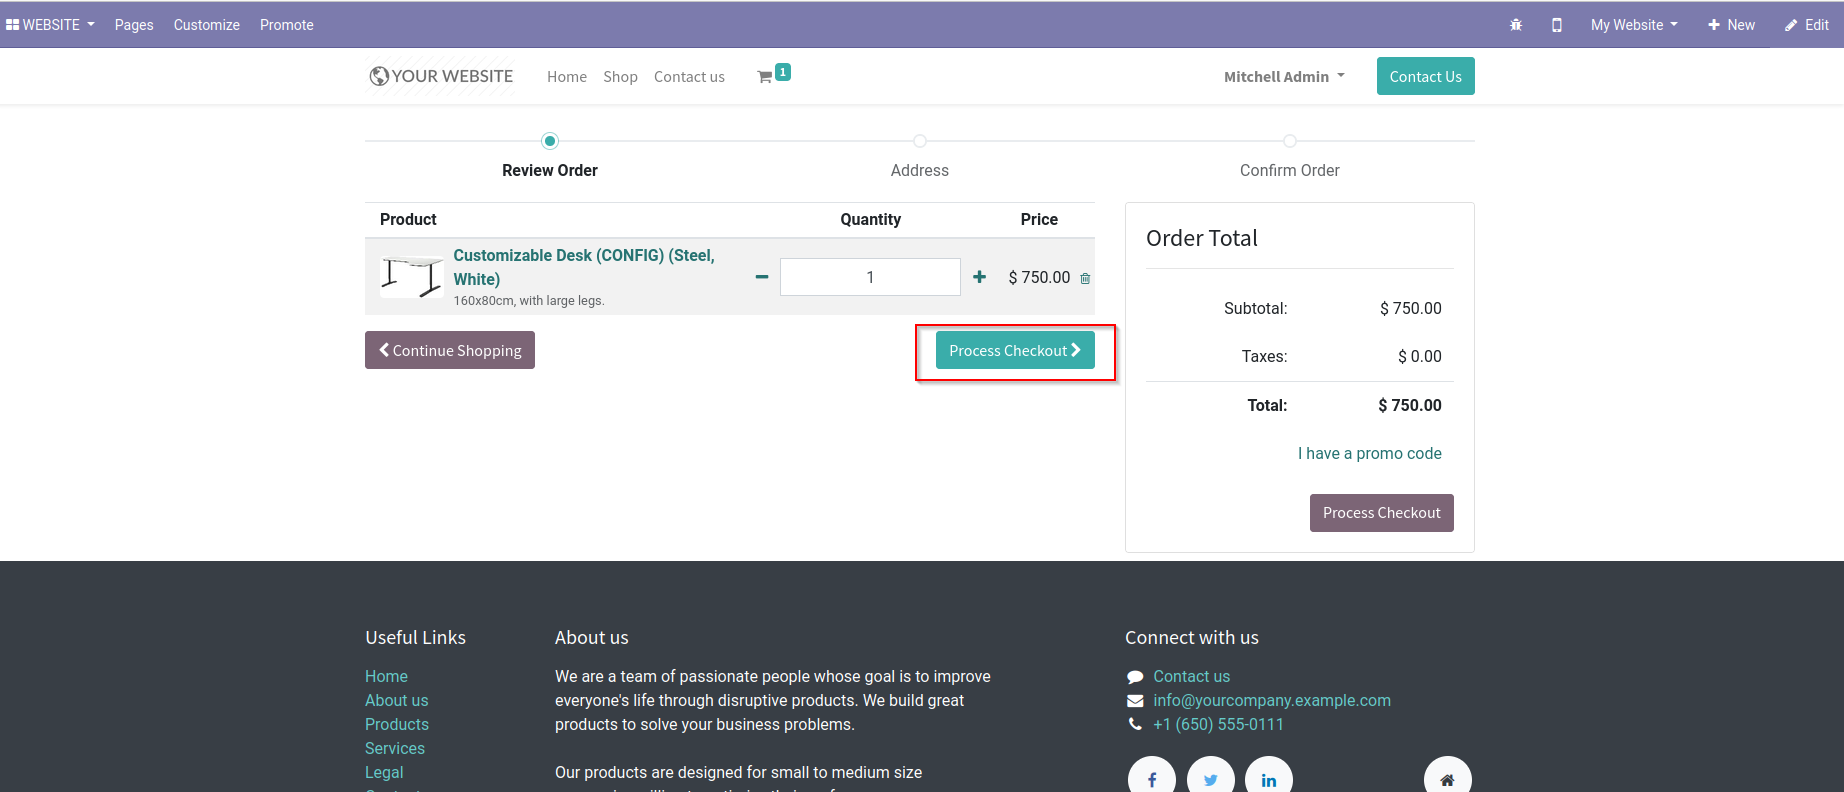 WEBSITE Pages Customize Promote My Website New Edit
YOUR WEBSITE Home Shop Contact us 1 Mitchell Admin Contact Us
Review Order Address Confirm Order
Product Quantity Price
Customizable Desk (CONFIG) (Steel,
White)
160x80cm, with large legs.
1
$ 750.00
Continue Shopping Process Checkout
Order Total
Subtotal: $ 750.00
Taxes: $ 0.00
Total: $ 750.00
I have a promo code
Process Checkout
Useful Links
Home
About us
Products
Services
Legal
About us
We are a team of passionate people whose goal is to improve
everyone's life through disruptive products. We build great
products to solve your business problems.
Our products are designed for small to medium size
Connect with us
Contact us
info@yourcompany.example.com
+1 (650) 555-0111